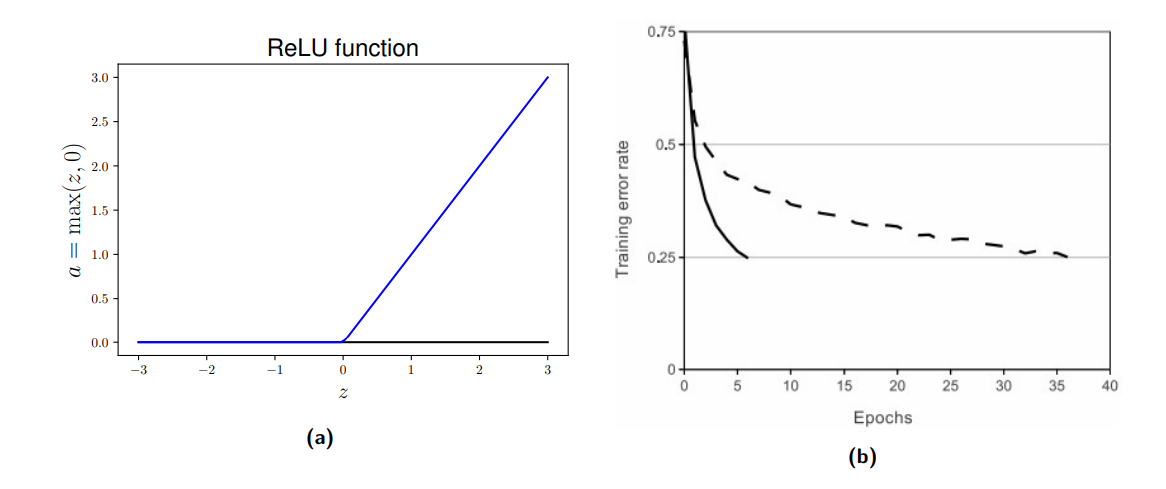 ReLU function
3.0
2.5
2.0
1.5
1.0
0.5
0.0
a = max(z, 0)
−3 −2 −1 0 1 2 3
z
(a)
0.75
0.5
0.25
0
Training error rate
0 5 10 15 20 25 30 35 40
Epochs
(b)